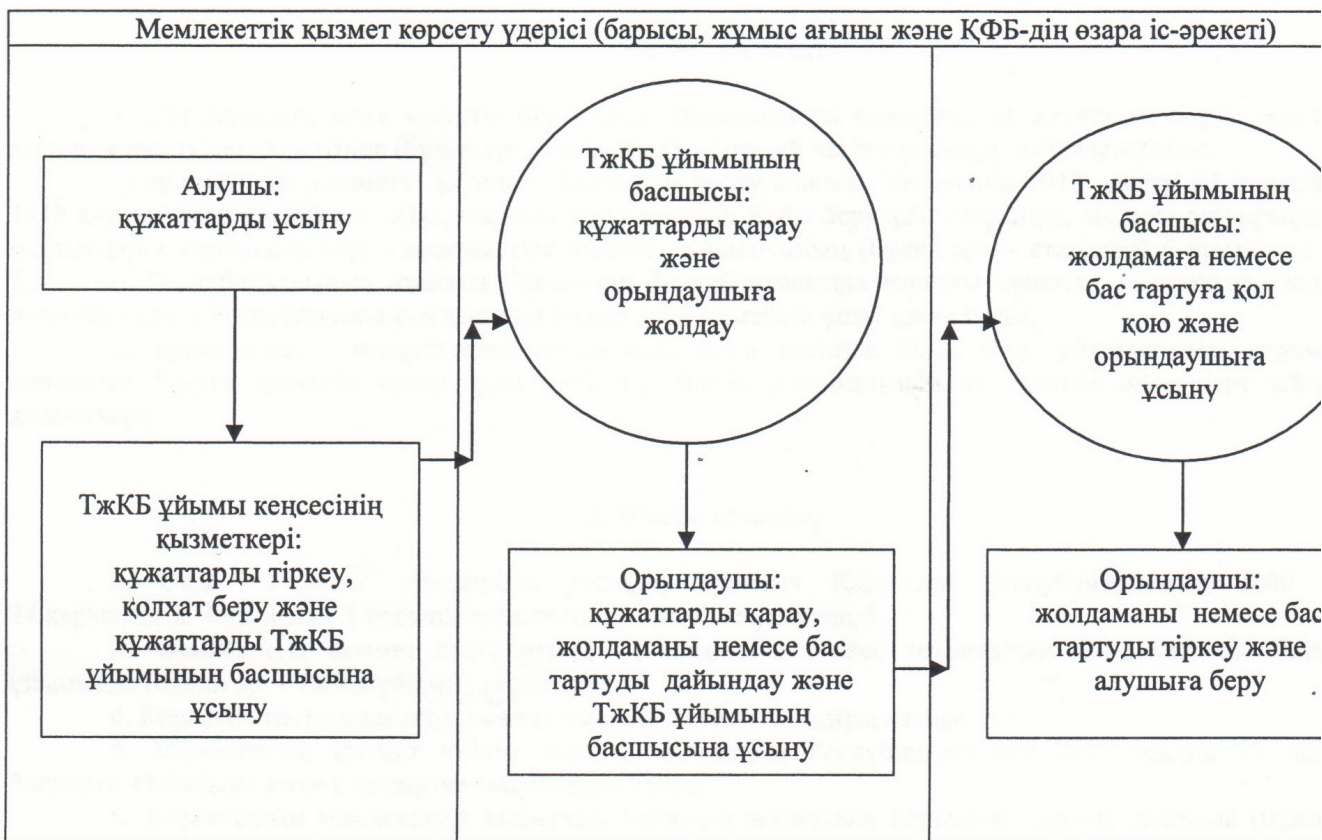 Мемлекеттік қызмет көрсету үдерісі (барысы, жұмыс ағыны және ҚФБ-дің өзара іс-әрекеті)
Алушы:
құжаттарды ұсыну
ТжКБ ұйымы кеңсесінің
қызметкері:
құжаттарды тіркеу,
қолхат беру және
құжаттарды ТжКБ
ұйымының басшысына
ұсыну
ТжКБ ұйымының
басшысы:
құжаттарды қарау
және
орындаушыға
жолдау
Орындаушы:
құжаттарды қарау,
жолдаманы немесе бас
тартуды дайындау және
ТжКБ ұйымының
басшысына ұсыну
ТжКБ ұйымының
басшысы:
жолдамаға немесе
бас тартуға қол
қою және
орындаушыға
ұсыну
Орындаушы:
жолдаманы немесе бас
тартуды тіркеу және
алушыға беру